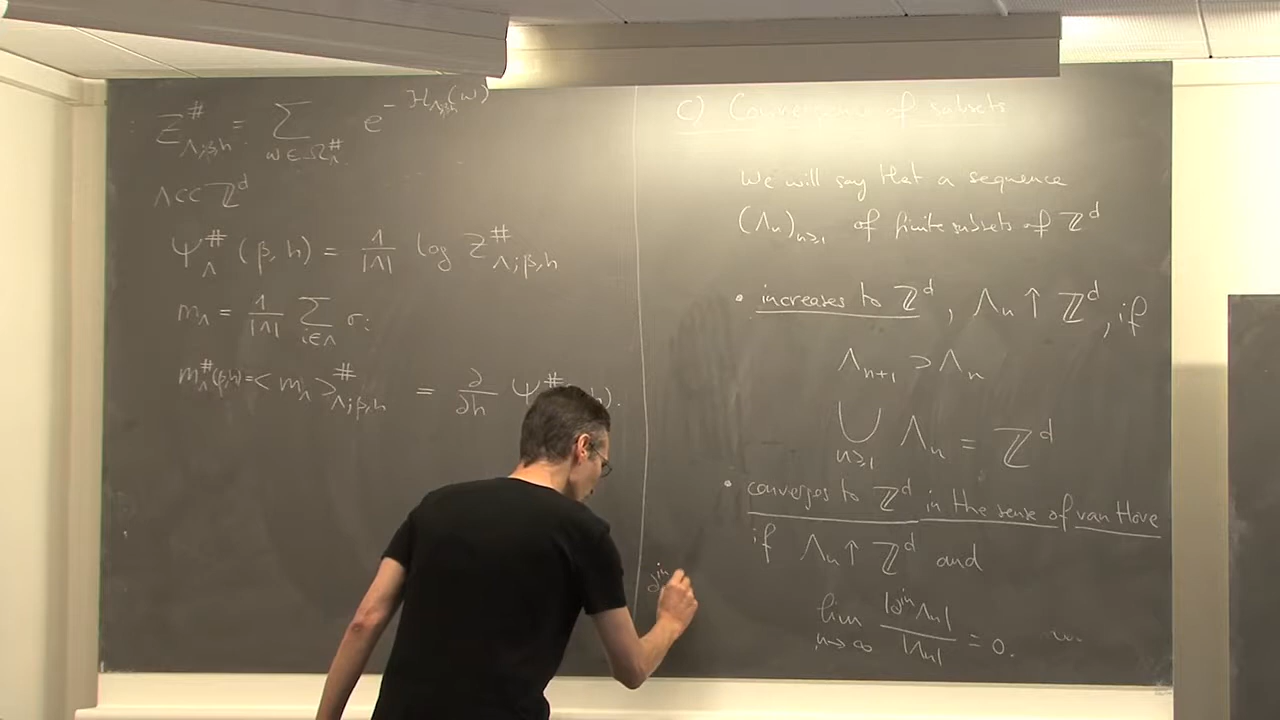 Z^#_{Λ;β,h} = ∑_{ω∈Ω^#_Λ} e^{-ℋ_{Λ;β,h}(ω)}
Λ⊂⊂ℤ^d
ψ^#_Λ (β,h) = 1/|Λ| log Z^#_{Λ;β,h}
m_Λ = 1/|Λ| ∑_{i∈Λ} σ_i
m^#_Λ(β,h) = <m_Λ>^#_{Λ;β,h} = ∂/∂h ψ^# h).
c) Convergence of subsets
We will say that a sequence
(Λ_n)_{n≥1} of finite subsets of ℤ^d
• increases to ℤ^d, Λ_n ↑ ℤ^d, if
Λ_{n+1} ⊃ Λ_n
⋃_{n≥1} Λ_n = ℤ^d
• converges to ℤ^d in the sense of van Hove
if Λ_n ↑ ℤ^d and
lim_{n→∞} |∂^{in} Λ_n| / |Λ_n| = 0.
∂^{in}